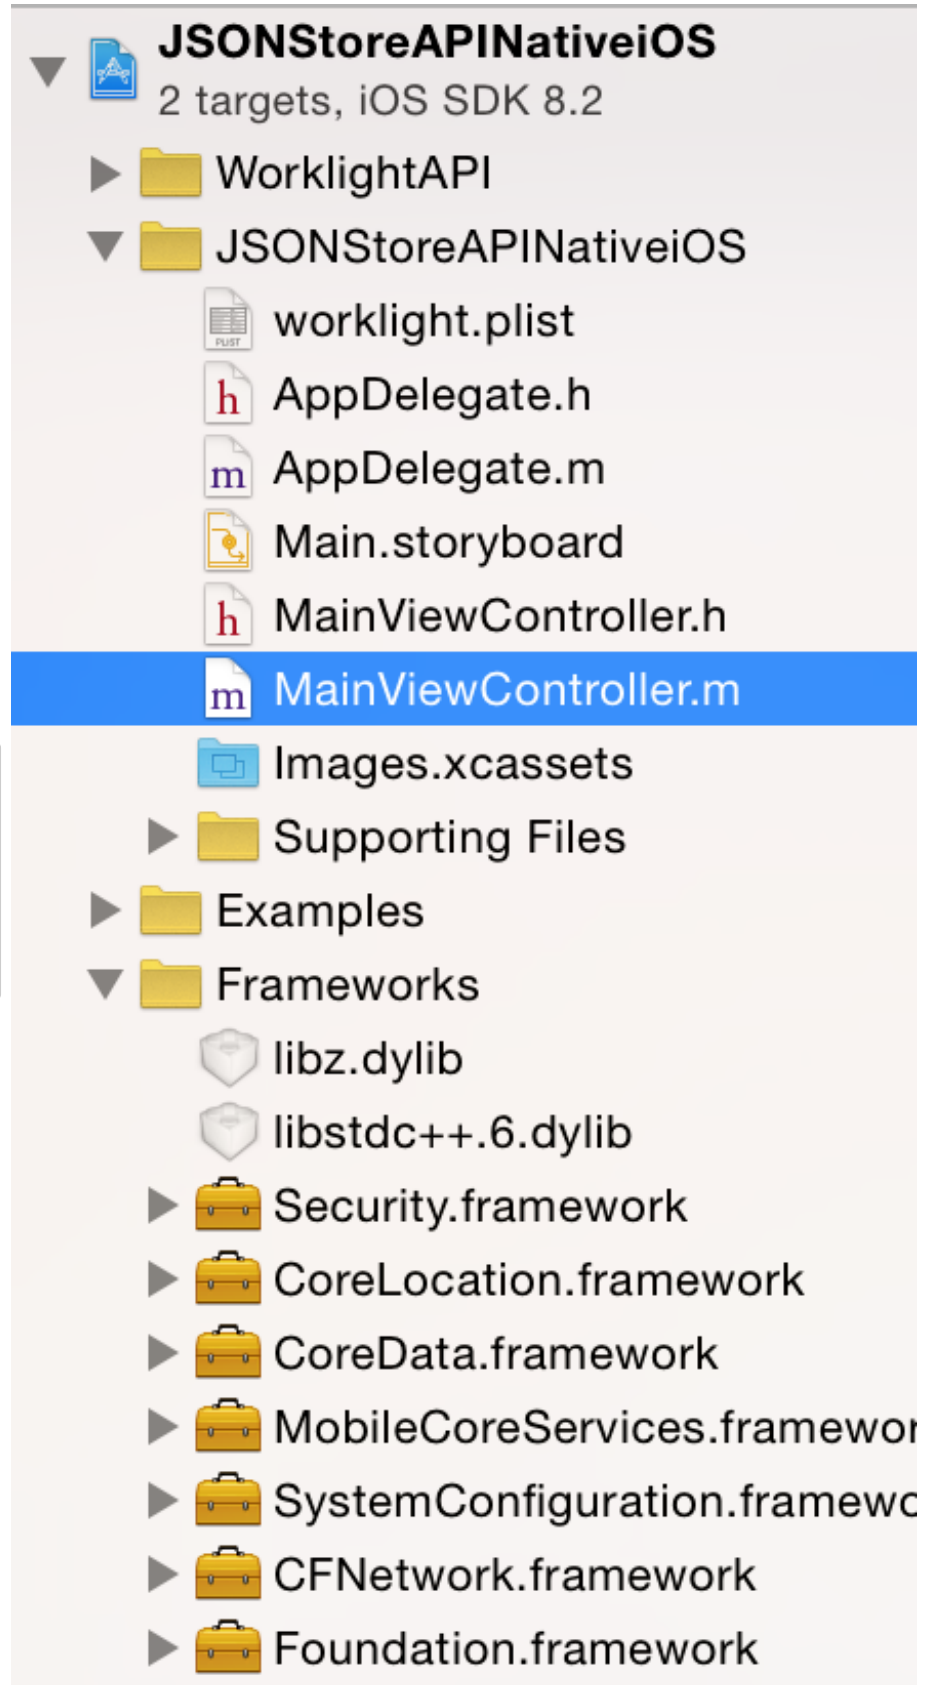 JSONStoreAPINativeiOS
2 targets, iOS SDK 8.2
WorklightAPI
JSONStoreAPINativeiOS
PLIST worklight.plist
h AppDelegate.h
m AppDelegate.m
Main.storyboard
h MainViewController.h
m MainViewController.m
Images.xcassets
Supporting Files
Examples
Frameworks
libz.dylib
libstdc++.6.dylib
Security.framework
CoreLocation.framework
CoreData.framework
MobileCoreServices.framewor
SystemConfiguration.framewo
CFNetwork.framework
Foundation.framework